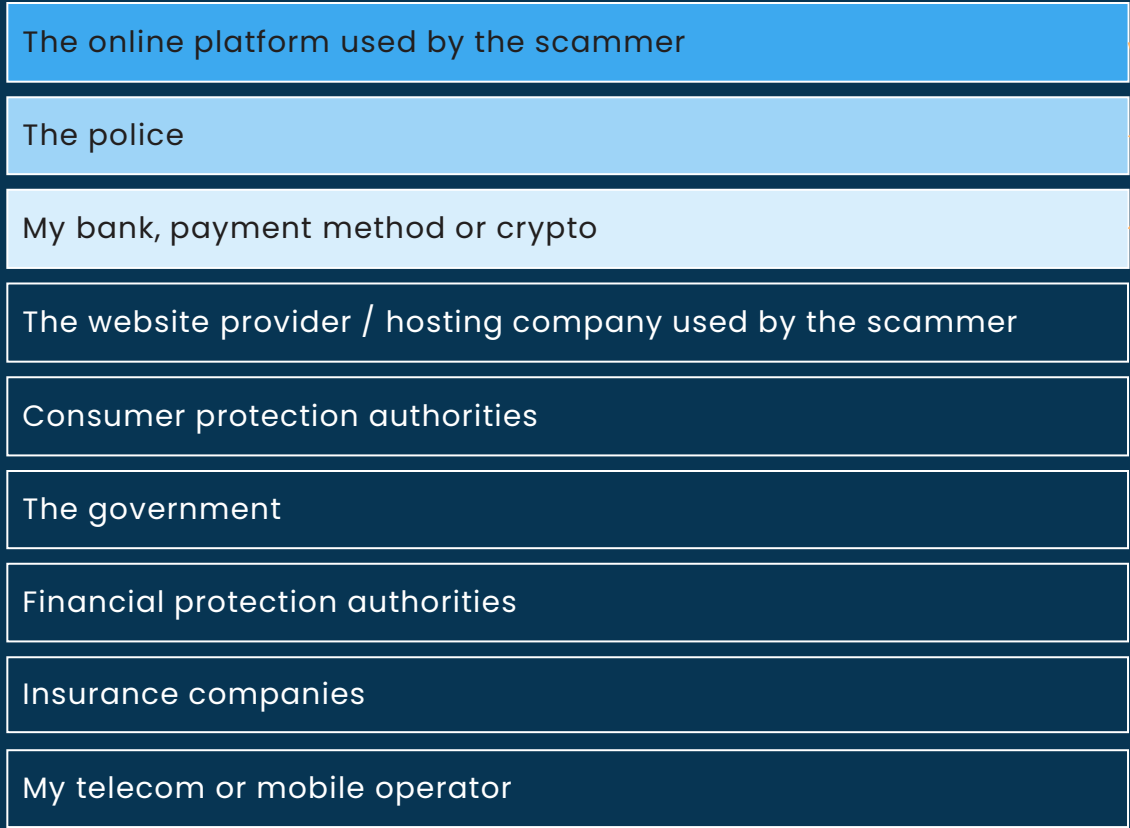 The online platform used by the scammer
The police
My bank, payment method or crypto
The website provider / hosting company used by the scammer
Consumer protection authorities
The government
Financial protection authorities
Insurance companies
My telecom or mobile operator